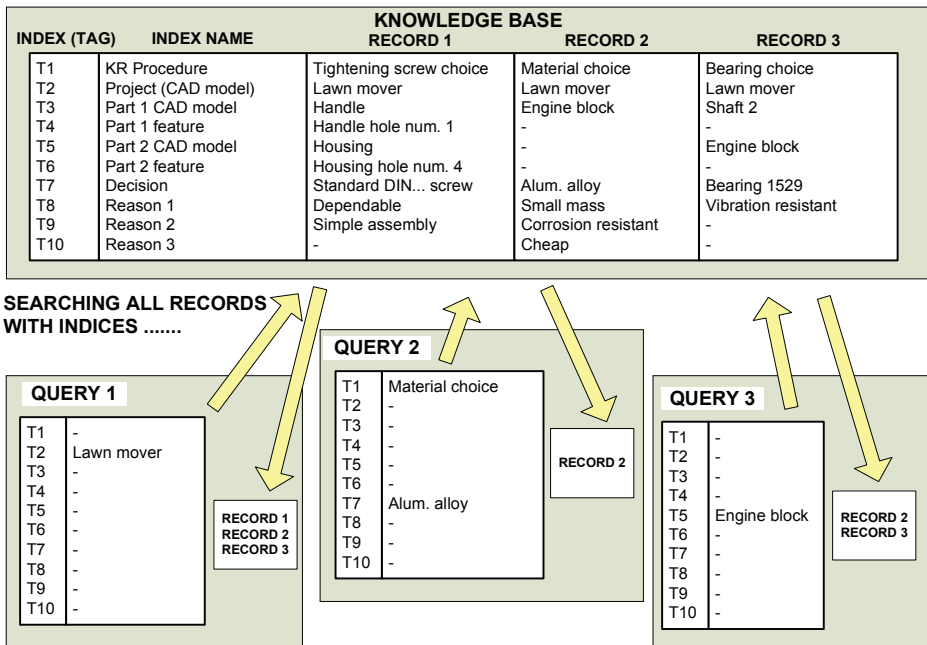 KNOWLEDGE BASE
INDEX (TAG) INDEX NAME RECORD 1 RECORD 2 RECORD 3
T1 KR Procedure Tightening screw choice Material choice Bearing choice
T2 Project (CAD model) Lawn mover Lawn mover Lawn mover
T3 Part 1 CAD model Handle Engine block Shaft 2
T4 Part 1 feature Handle hole num. 1 - -
T5 Part 2 CAD model Housing - Engine block
T6 Part 2 feature Housing hole num. 4 - -
T7 Decision Standard DIN... screw Alum. alloy Bearing 1529
T8 Reason 1 Dependable Small mass Vibration resistant
T9 Reason 2 Simple assembly Corrosion resistant -
T10 Reason 3 - Cheap -
SEARCHING ALL RECORDS
WITH INDICES .......
QUERY 1
T1 -
T2 Lawn mover
T3 -
T4 -
T5 -
T6 -
T7 -
T8 -
T9 -
T10 -
RECORD 1
RECORD 2
RECORD 3
QUERY 2
T1 Material choice
T2 -
T3 -
T4 -
T5 -
T6 -
T7 Alum. alloy
T8 -
T9 -
T10 -
RECORD 2
QUERY 3
T1 -
T2 -
T3 -
T4 -
T5 Engine block
T6 -
T7 -
T8 -
T9 -
T10 -
RECORD 2
RECORD 3